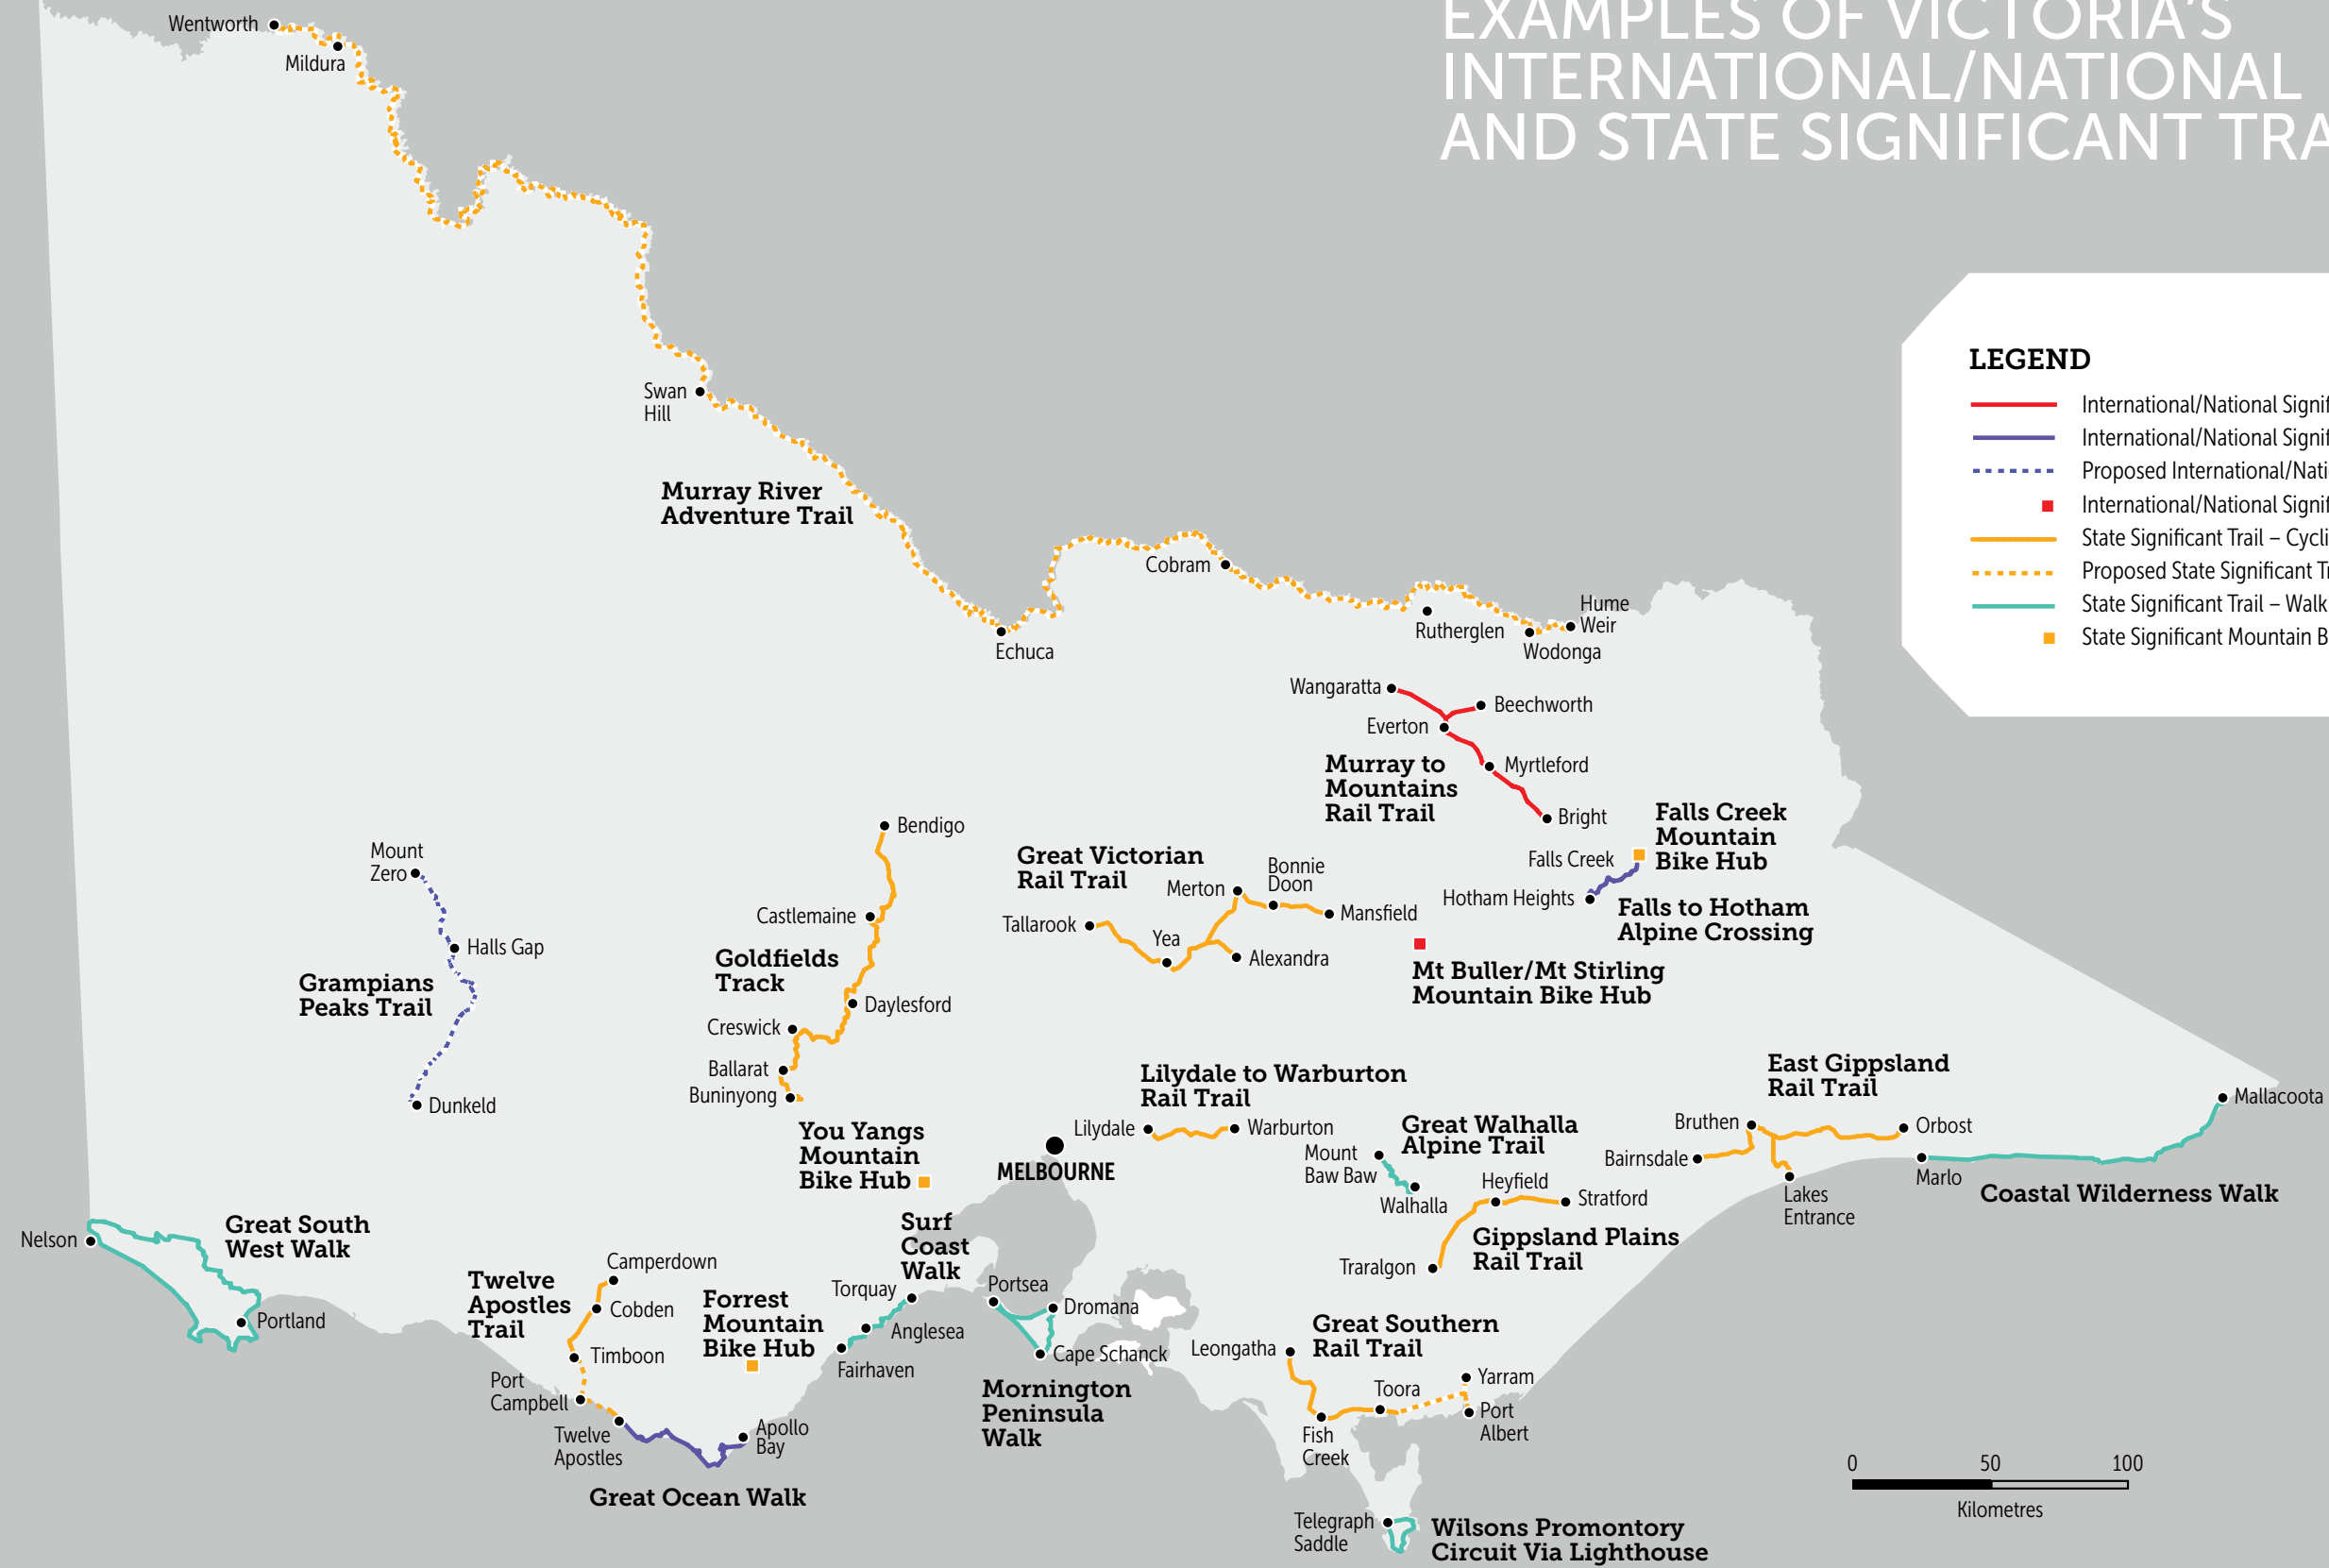 EXAMPLES OF VICTORIA'S
INTERNATIONAL/NATIONAL
AND STATE SIGNIFICANT
Wentworth
Mildura
Swan
Hill
Murray River
Adventure Trail
Echuca
Cobram
Rutherglen
Wodonga
Hume
Weir
LEGEND
International/National
International/National
Proposed
International/National
State Significant Trail –
Proposed State Significant
State Significant Trail – Walk
State Significant Mountain
Wangaratta
Beechworth
Everton
Myrtleford
Bright
Murray to
Mountains
Rail Trail
Falls Creek
Mountain
Bike Hub
Falls Creek
Hotham Heights
Falls to Hotham
Alpine Crossing
Mt Buller/Mt Stirling
Mountain Bike Hub
Great Victorian
Rail Trail
Merton
Bonnie
Doon
Mansfield
Tallarook
Yea
Alexandra
Bendigo
Castlemaine
Goldfields
Track
Daylesford
Creswick
Ballarat
Buninyong
Mount
Zero
Halls Gap
Grampians
Peaks Trail
Dunkeld
You Yangs
Mountain
Bike Hub
MELBOURNE
Lilydale to Warburton
Rail Trail
Lilydale
Warburton
Great Walhalla
Alpine Trail
Mount
Baw Baw
Walhalla
Heyfield
Stratford
Gippsland Plains
Rail Trail
Traralgon
East Gippsland
Rail Trail
Bruthen
Orbost
Bairnsdale
Lakes
Entrance
Marlo
Mallacoota
Coastal Wilderness Walk
Nelson
Great South
West Walk
Portland
Twelve
Apostles
Trail
Camperdown
Cobden
Timboon
Port
Campbell
Twelve
Apostles
Apollo
Bay
Great Ocean Walk
Forrest
Mountain
Bike Hub
Surf
Coast
Walk
Torquay
Anglesea
Fairhaven
Portsea
Dromana
Cape Schanck
Mornington
Peninsula
Walk
Great Southern
Rail Trail
Leongatha
Fish
Creek
Toora
Yarram
Port
Albert
Telegraph
Saddle
Wilsons Promontory
Circuit Via Lighthouse
0 50 100
Kilometres